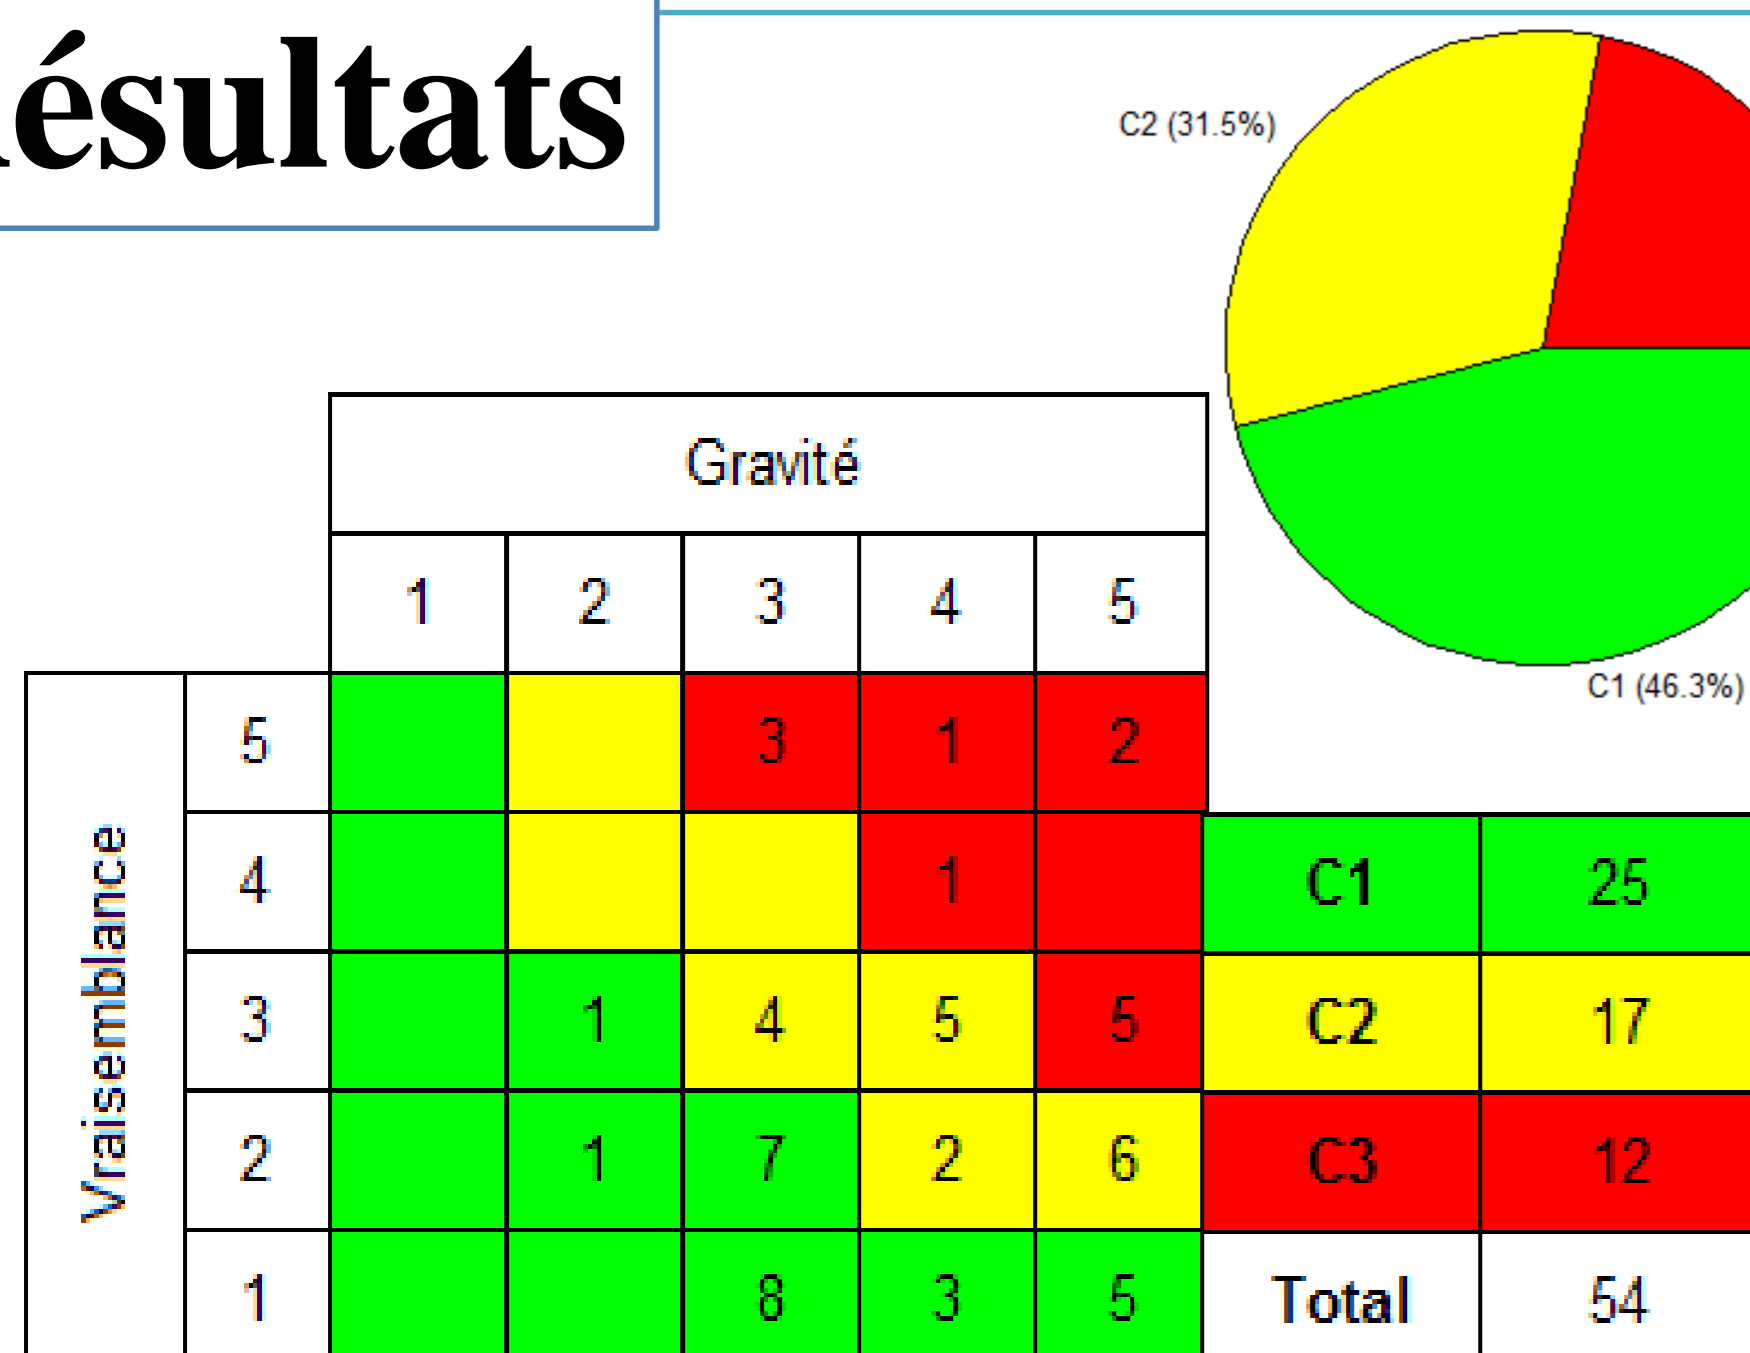 ésultats
C2 (31.5%)
C1 (46.3%)
Gravité
1 2 3 4 5
Vraisemblance
5 3 1 2
4 1
3 1 4 5 5
2 1 7 2 6
1 8 3 5
C1 25
C2 17
C3 12
Total 54